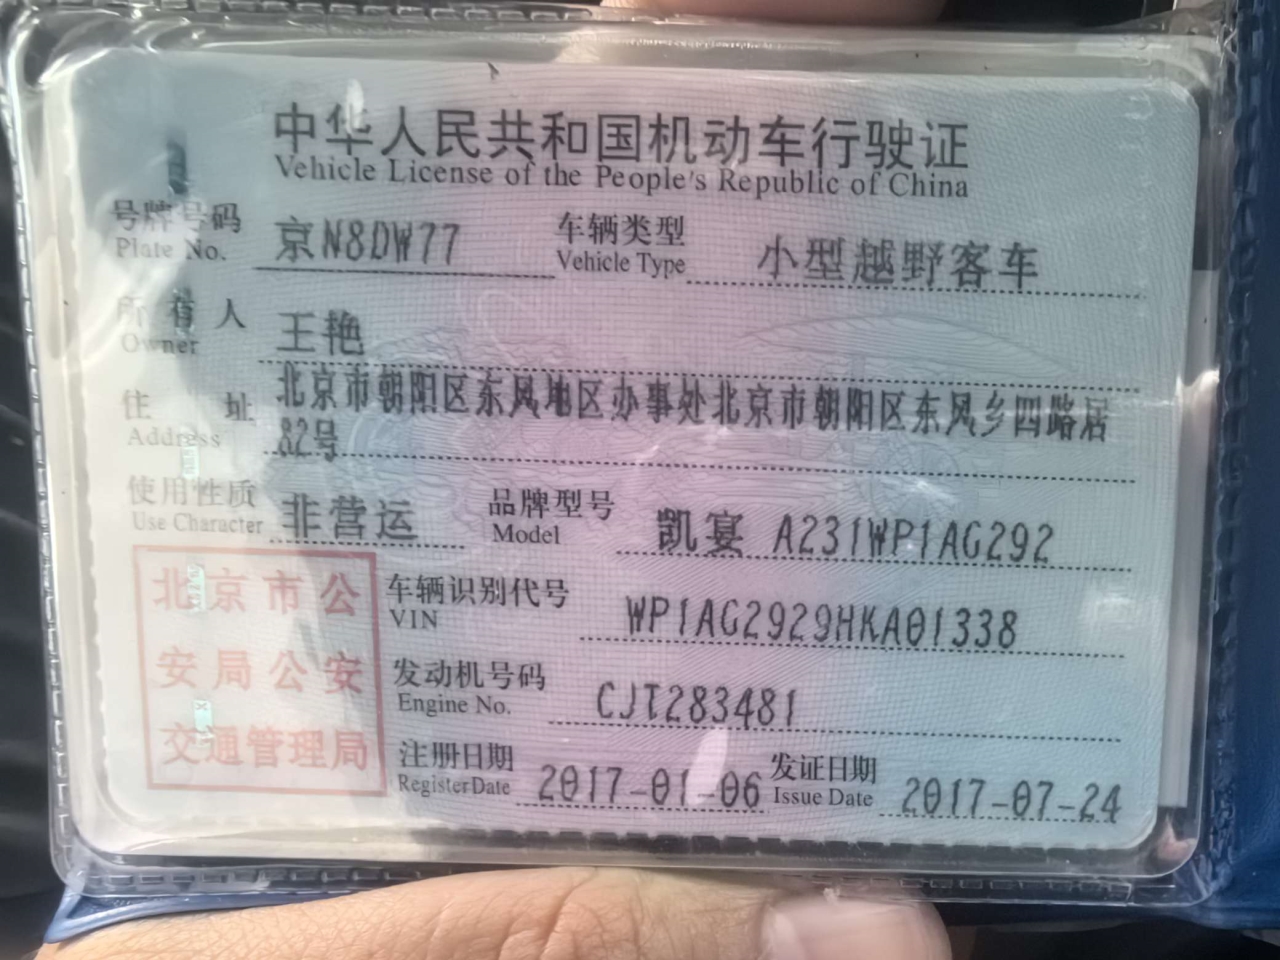 中华人民共和国机动车行驶证
Vehicle License of the People's Republic of China
号牌号码 京N8DW77 车辆类型 小型越野客车
Plate No. Vehicle Type
所有人 王艳
Owner
住址 北京市朝阳区东风地区办事处北京市朝阳区东风乡四路居
Address 82号
使用性质 非营运 品牌型号 凯宴 A231WP1AG292
Use Character Model
北京市公
安局公安
交通管理局
车辆识别代号 WP1AG2929HKA01338
VIN
发动机号码 CJT283481
Engine No.
注册日期 2017-01-06 发证日期 2017-07-24
Register Date Issue Date